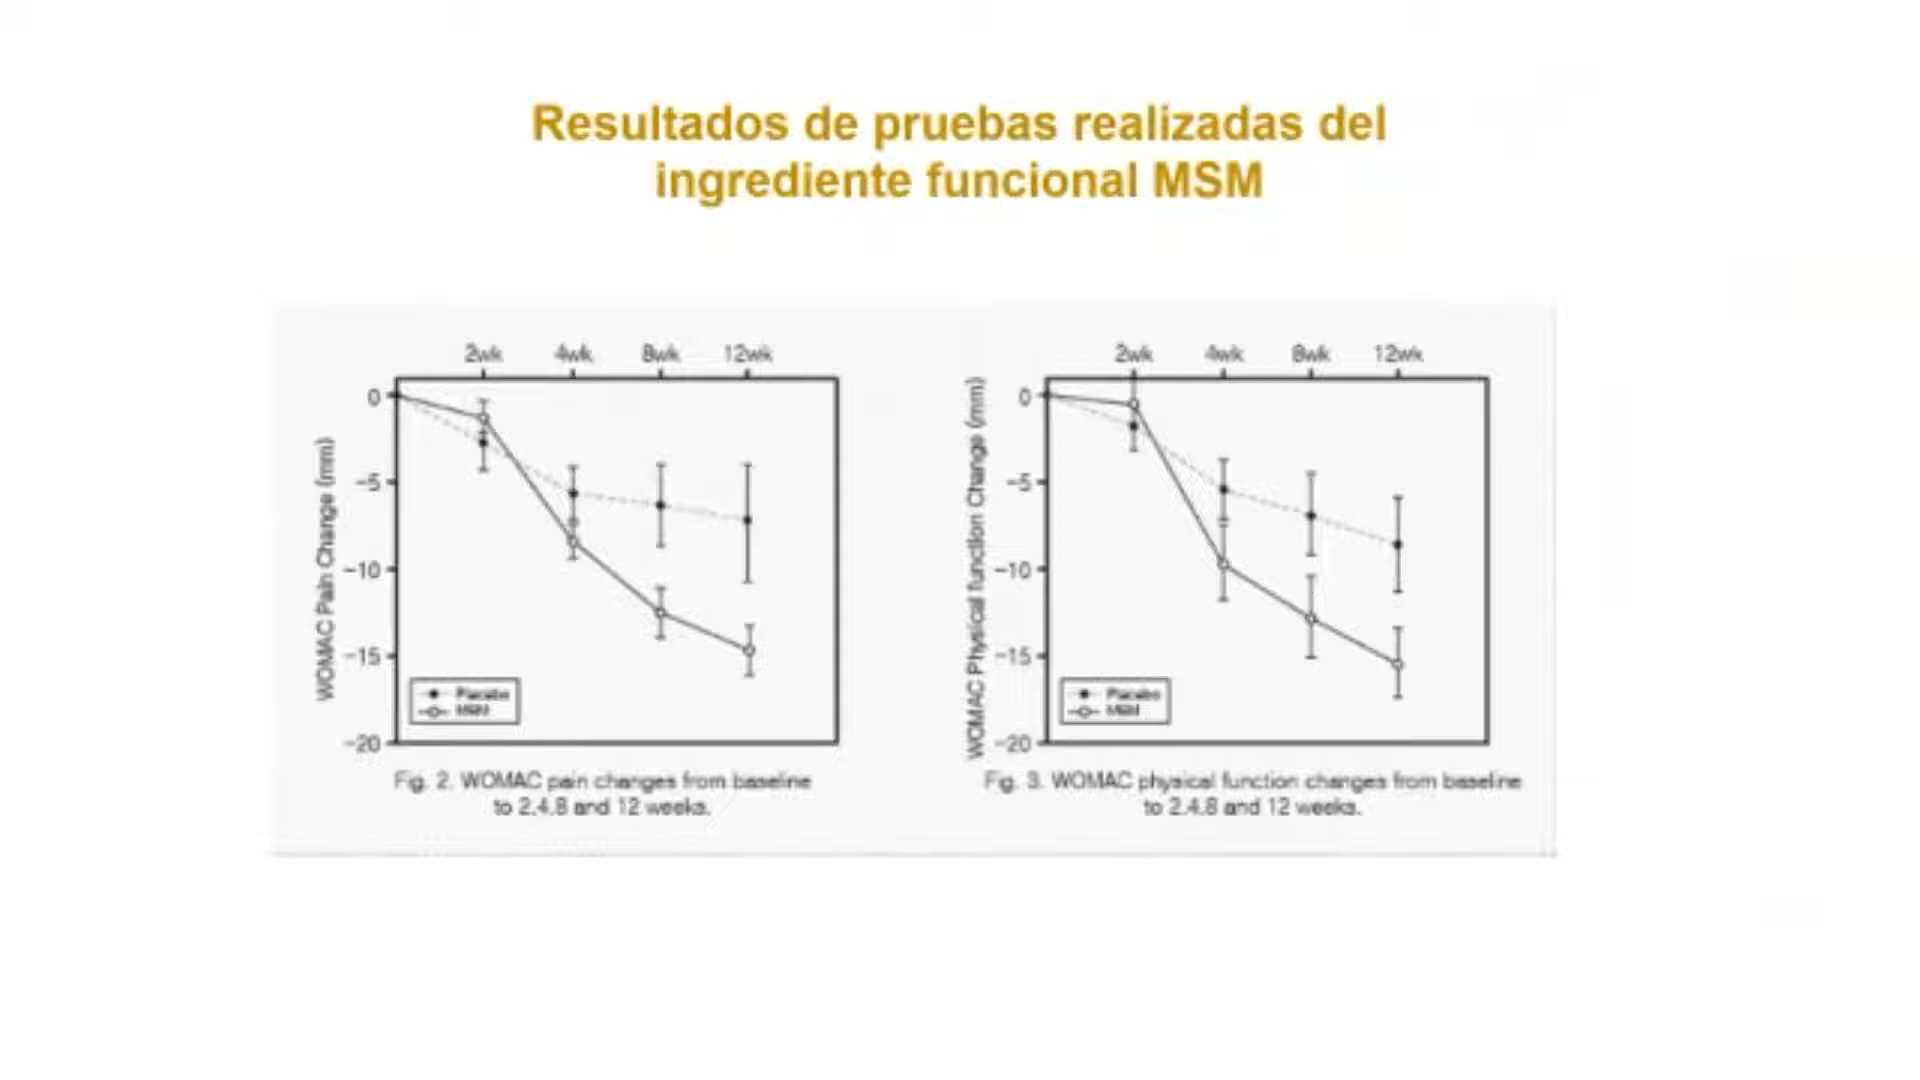 Resultados de pruebas realizadas del
ingrediente funcional MSM
2wk 4wk 8wk 12wk
0
-5
-10
-15
-20
WOMAC Pain Change (mm)
Placebo
MSM
Fig. 2. WOMAC pain changes from baseline
to 2.4.8 and 12 weeks.
2wk 4wk 8wk 12wk
0
-5
-10
-15
-20
WOMAC Physical function Change (mm)
Placebo
MSM
Fig. 3. WOMAC physical function changes from baseline
to 2.4.8 and 12 weeks.